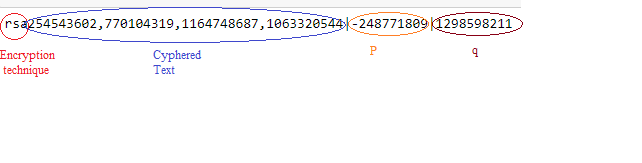 rsa254543602,770104319,1164748687,1063320544|-248771809|1298598211
Encryption technique
Cyphered Text
P
q